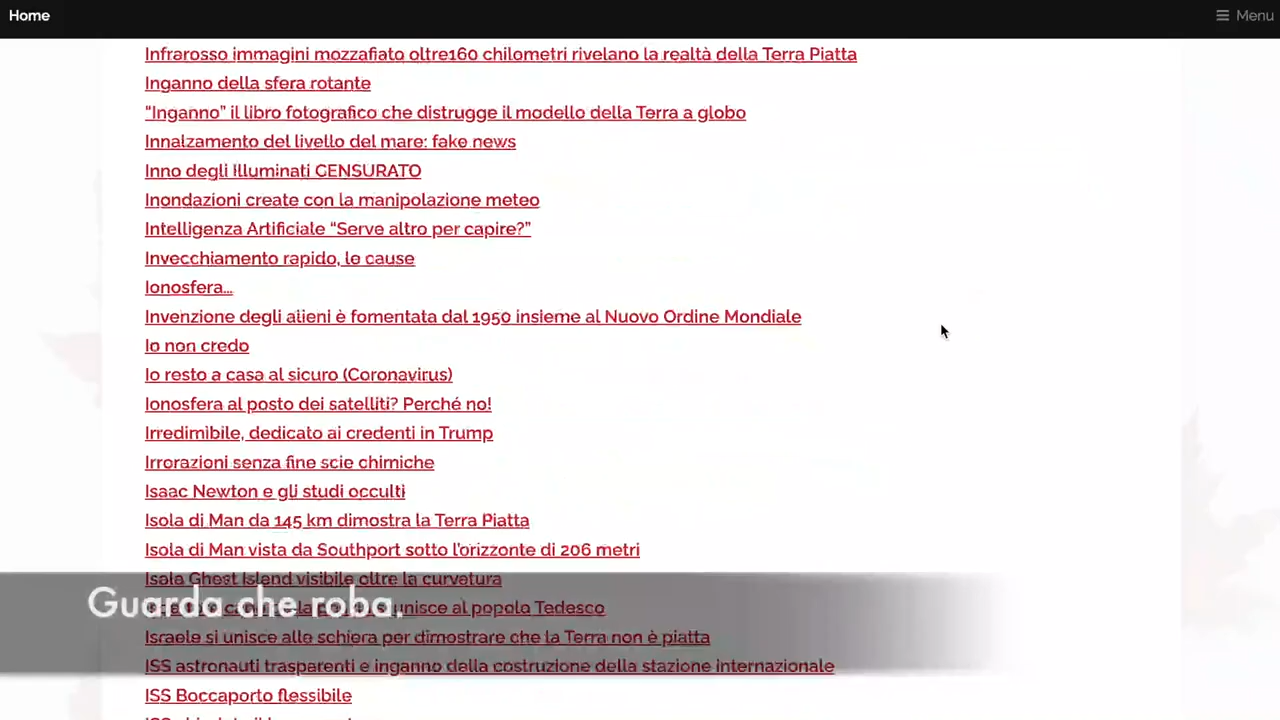 Home
Menu
Infrarosso immagini mozzafiato oltre160 chilometri rivelano la realtà della Terra Piatta
Inganno della sfera rotante
“Inganno” il libro fotografico che distrugge il modello della Terra a globo
Innalzamento del livello del mare: fake news
Inno degli Illuminati CENSURATO
Inondazioni create con la manipolazione meteo
Intelligenza Artificiale “Serve altro per capire?”
Invecchiamento rapido, le cause
Ionosfera…
Invenzione degli alieni è fomentata dal 1950 insieme al Nuovo Ordine Mondiale
Io non credo
Io resto a casa al sicuro (Coronavirus)
Ionosfera al posto dei satelliti? Perché no!
Irredimibile, dedicato ai credenti in Trump
Irrorazioni senza fine scie chimiche
Isaac Newton e gli studi occulti
Isola di Man da 145 km dimostra la Terra Piatta
Isola di Man vista da Southport sotto l’orizzonte di 206 metri
Isola Ghost Island visibile oltre la curvatura
Guarda che roba.
unisce al popolo Tedesco
Israele si unisce alle schiera per dimostrare che la Terra non è piatta
ISS astronauti trasparenti e inganno della costruzione della stazione internazionale
ISS Boccaporto flessibile